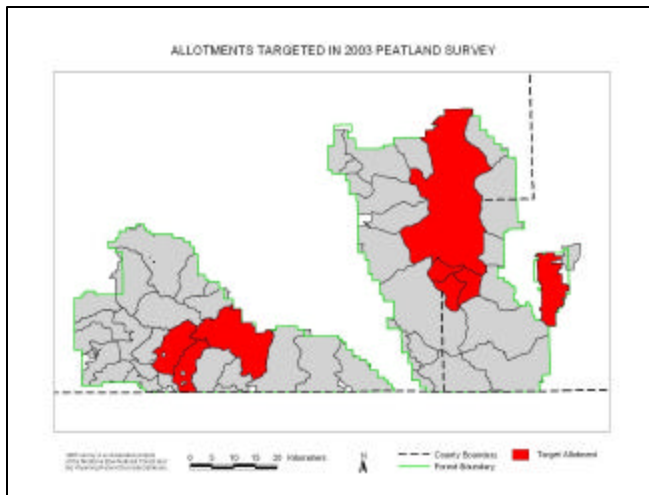 ALLOTMENTS TARGETED IN 2003 PEATLAND SURVEY
0 5 10 15 20 Kilometers
N
County Boundary
Forest Boundary
Target Allotment